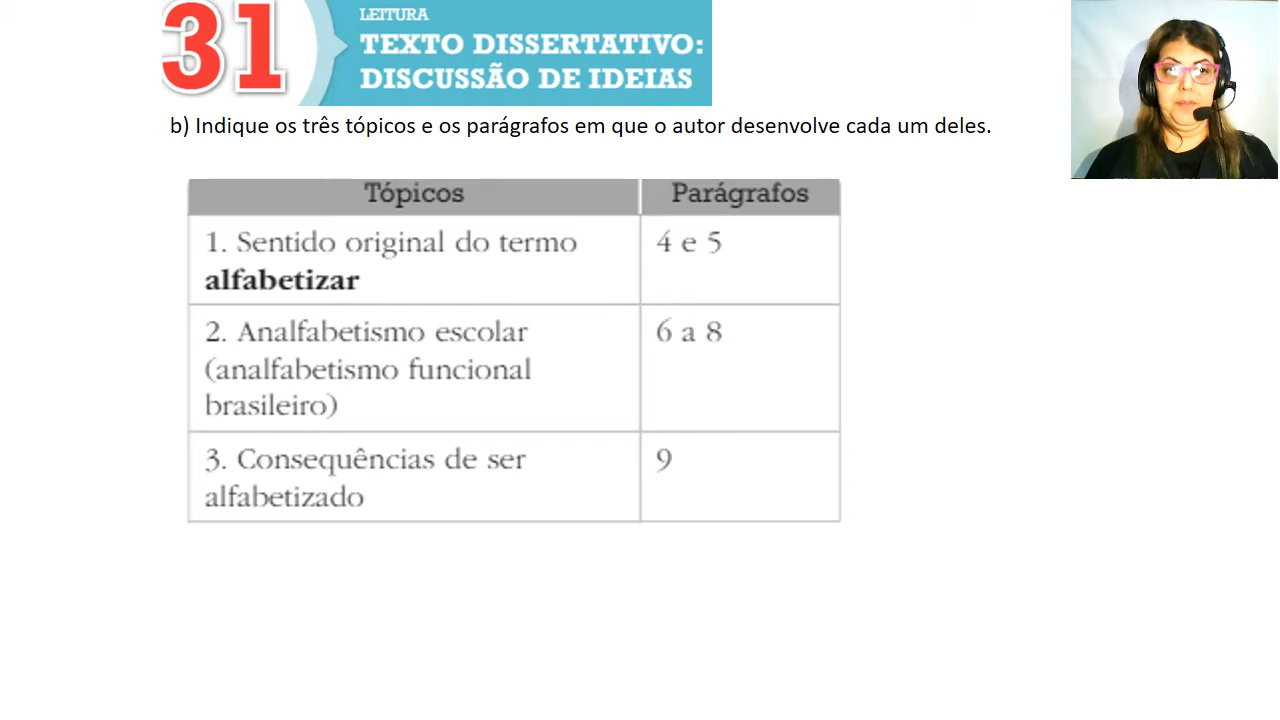 31
LEITURA
TEXTO DISSERTATIVO:
DISCUSSÃO DE IDEIAS
b) Indique os três tópicos e os parágrafos em que o autor desenvolve cada um deles.
Tópicos Parágrafos
1. Sentido original do termo 4 e 5
alfabetizar
2. Analfabetismo escolar 6 a 8
(analfabetismo funcional
brasileiro)
3. Consequências de ser 9
alfabetizado